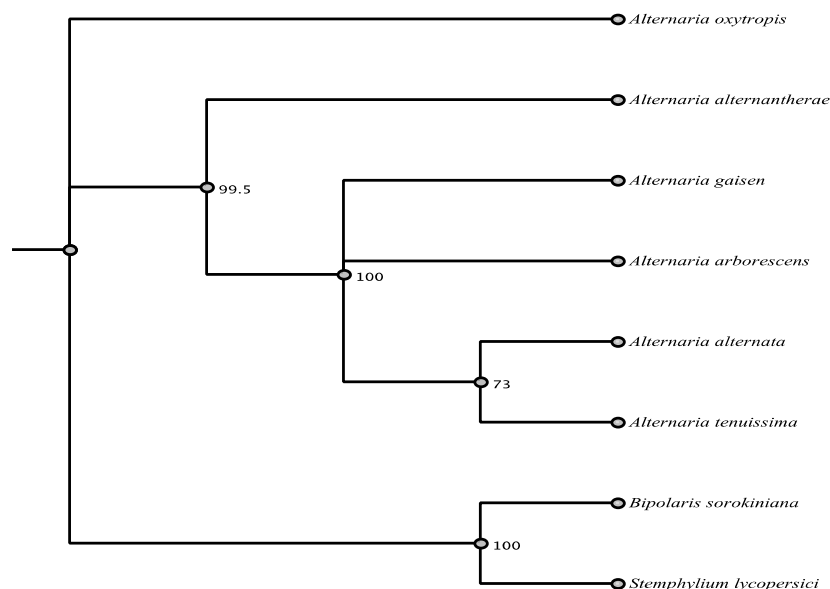 Alternaria oxytropis
Alternaria alternantherae
Alternaria gaisen
99.5
Alternaria arborescens
100
Alternaria alternata
73
Alternaria tenuissima
Bipolaris sorokiniana
100
Stemphylium lycopersici